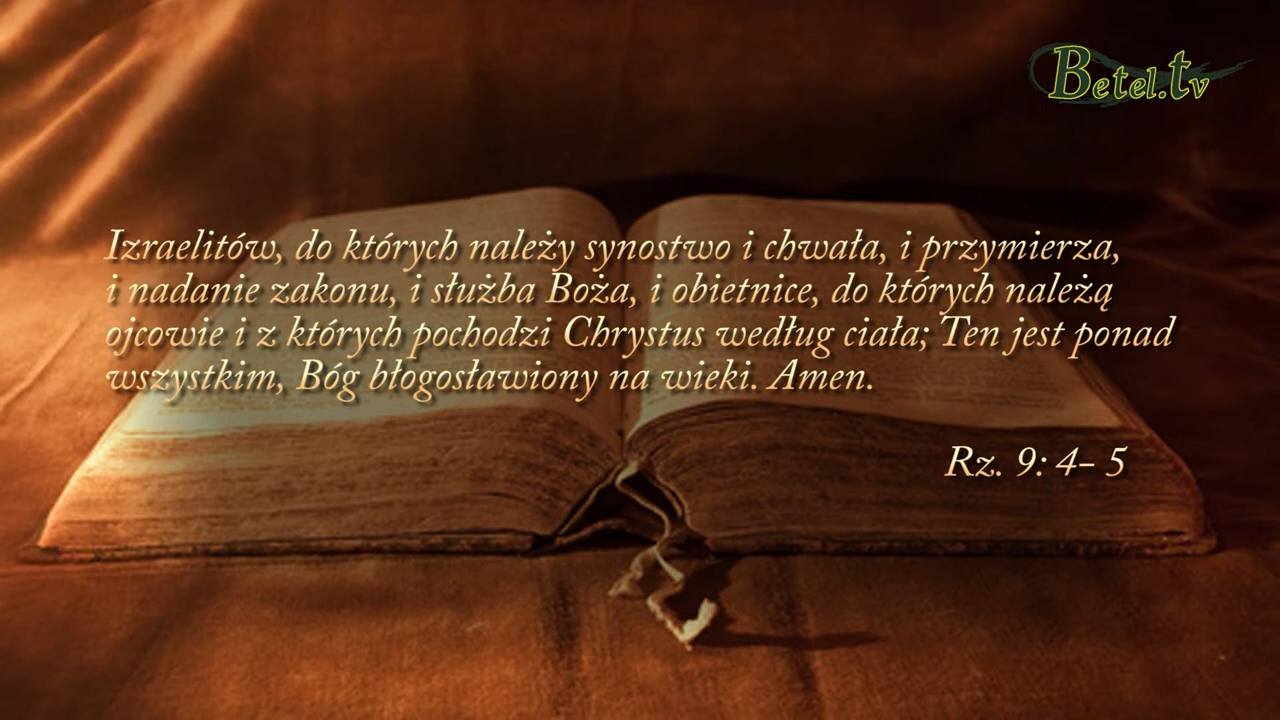 Betel.tv
Izraelitów, do których należy synostwo i chwała, i przymierza,
i nadanie zakonu, i służba Boża, i obietnice, do których należą
ojcowie i z których pochodzi Chrystus według ciała; Ten jest ponad
wszystkim, Bóg błogosławiony na wieki. Amen.
Rz. 9: 4- 5